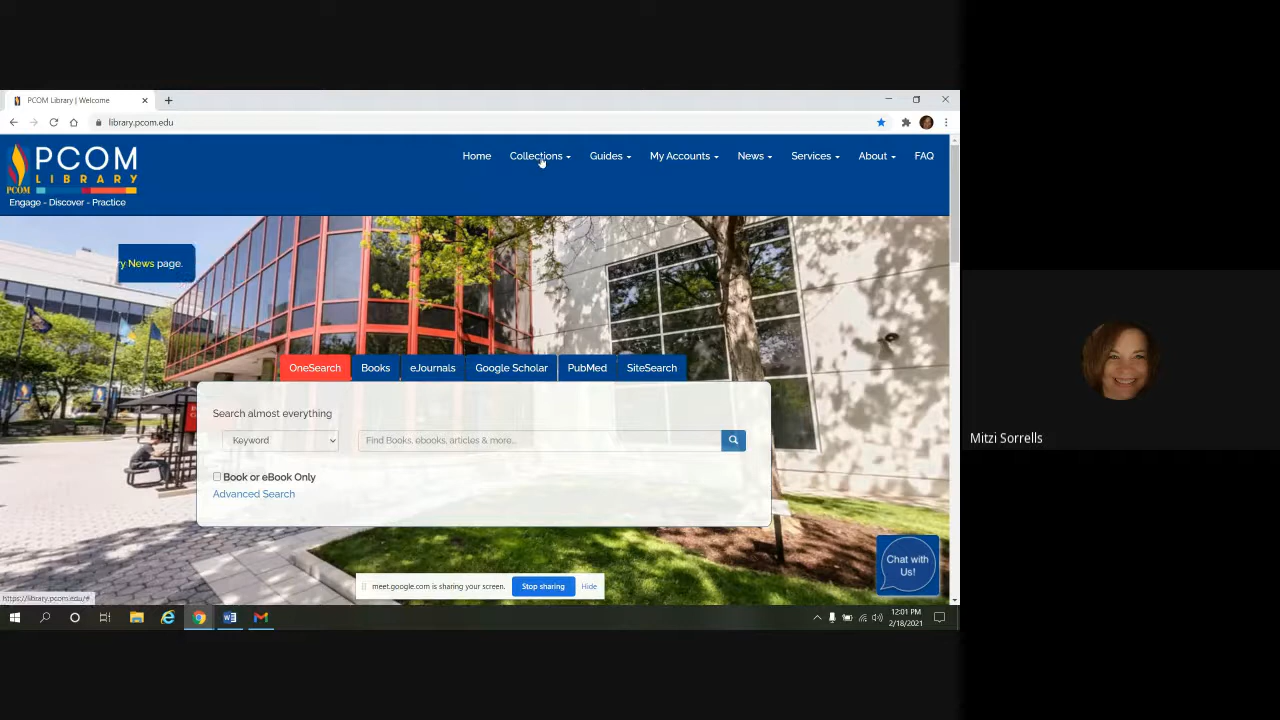 PCOM Library | Welcome
library.pcom.edu
PCOM
LIBRARY
PCOM
Engage - Discover - Practice
Home Collections Guides My Accounts News Services About FAQ
ry News page.
OneSearch Books eJournals Google Scholar PubMed SiteSearch
Search almost everything
Keyword
Find Books, ebooks, articles & more...
Book or eBook Only
Advanced Search
Chat with
Us!
meet.google.com is sharing your screen. Stop sharing Hide
https://library.pcom.edu/#
12:01 PM
2/18/2021
Mitzi Sorrells